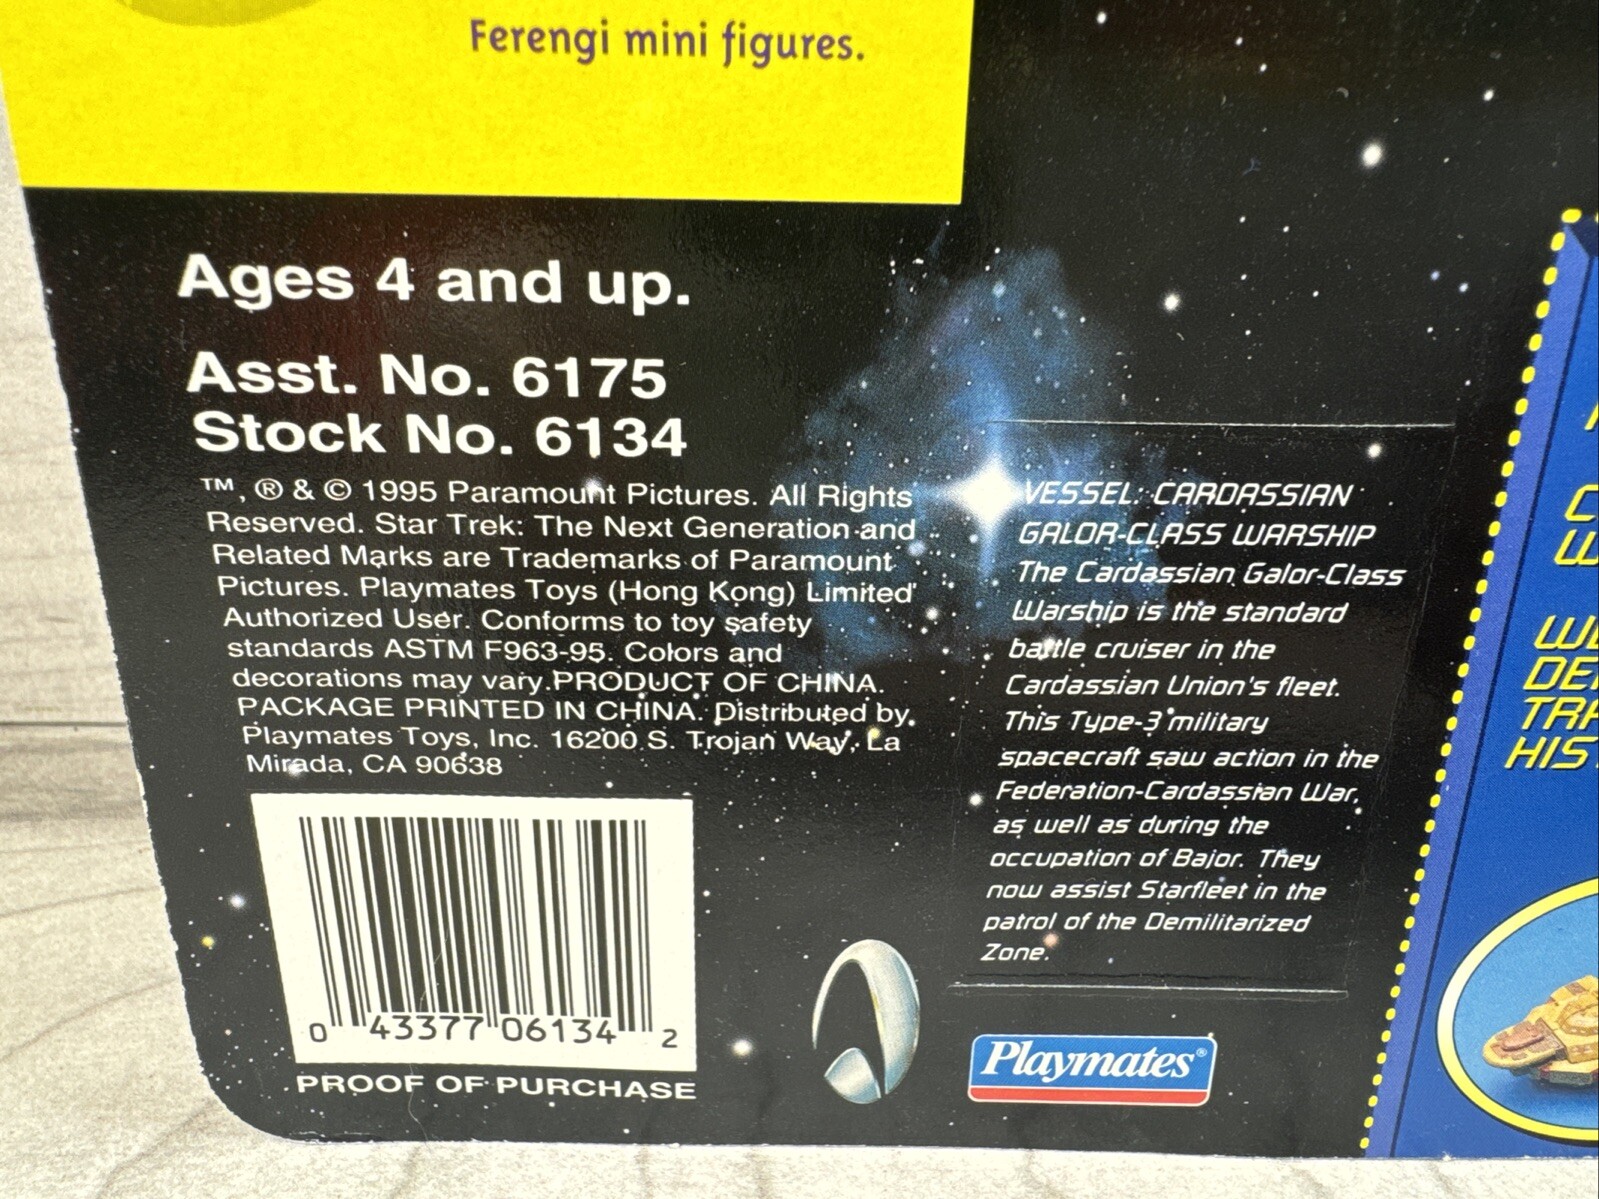 Ferengi mini figures.
Ages 4 and up.
Asst. No. 6175
Stock No. 6134
™, ® & © 1995 Paramount Pictures. All Rights
Reserved. Star Trek: The Next Generation and
Related Marks are Trademarks of Paramount
Pictures. Playmates Toys (Hong Kong) Limited
Authorized User. Conforms to toy safety
standards ASTM F963-95. Colors and
decorations may vary.PRODUCT OF CHINA.
PACKAGE PRINTED IN CHINA. Distributed by
Playmates Toys, Inc. 16200 S. Trojan Way, La
Mirada, CA 90638
0 43377 06134 2
PROOF OF PURCHASE
VESSEL: CARDASSIAN
GALOR-CLASS WARSHIP
The Cardassian Galor-Class
Warship is the standard
battle cruiser in the
Cardassian Union's fleet.
This Type-3 military
spacecraft saw action in the
Federation-Cardassian War,
as well as during the
occupation of Bajor. They
now assist Starfleet in the
patrol of the Demilitarized
Zone.
Playmates®